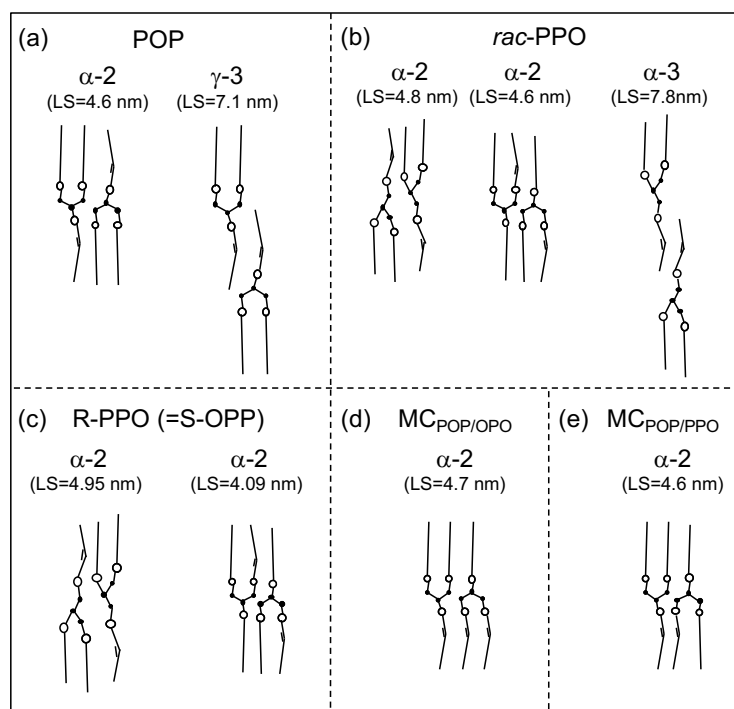 (a) POP
α-2 γ-3
(LS=4.6 nm) (LS=7.1 nm)
(b) rac-PPO
α-2 α-2 α-3
(LS=4.8 nm) (LS=4.6 nm) (LS=7.8nm)
(c) R-PPO (=S-OPP)
α-2 α-2
(LS=4.95 nm) (LS=4.09 nm)
(d) MCPOP/OPO
α-2
(LS=4.7 nm)
(e) MCPOP/PPO
α-2
(LS=4.6 nm)